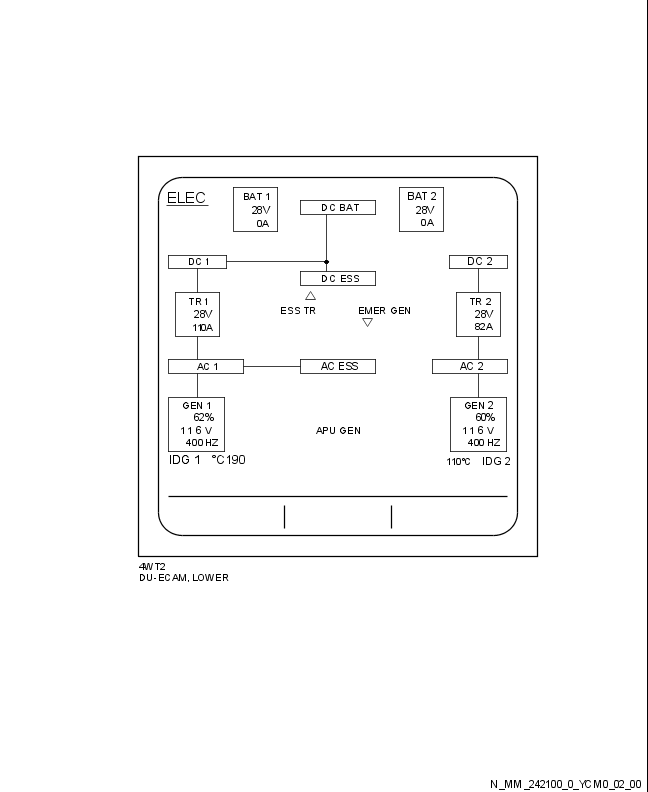 ELEC
BAT 1
28V
0A
DC BAT
BAT 2
28V
0A
DC 1
DC ESS
DC 2
TR 1
28V
110A
ESS TR
EMER GEN
TR 2
28V
82A
AC 1
AC ESS
AC 2
GEN 1
62%
116 V
400 HZ
IDG 1 °C190
APU GEN
GEN 2
60%
116 V
400 HZ
110°C IDG 2
4WT2
DU-ECAM, LOWER
N_MM_242100_0_YCM0_02_00